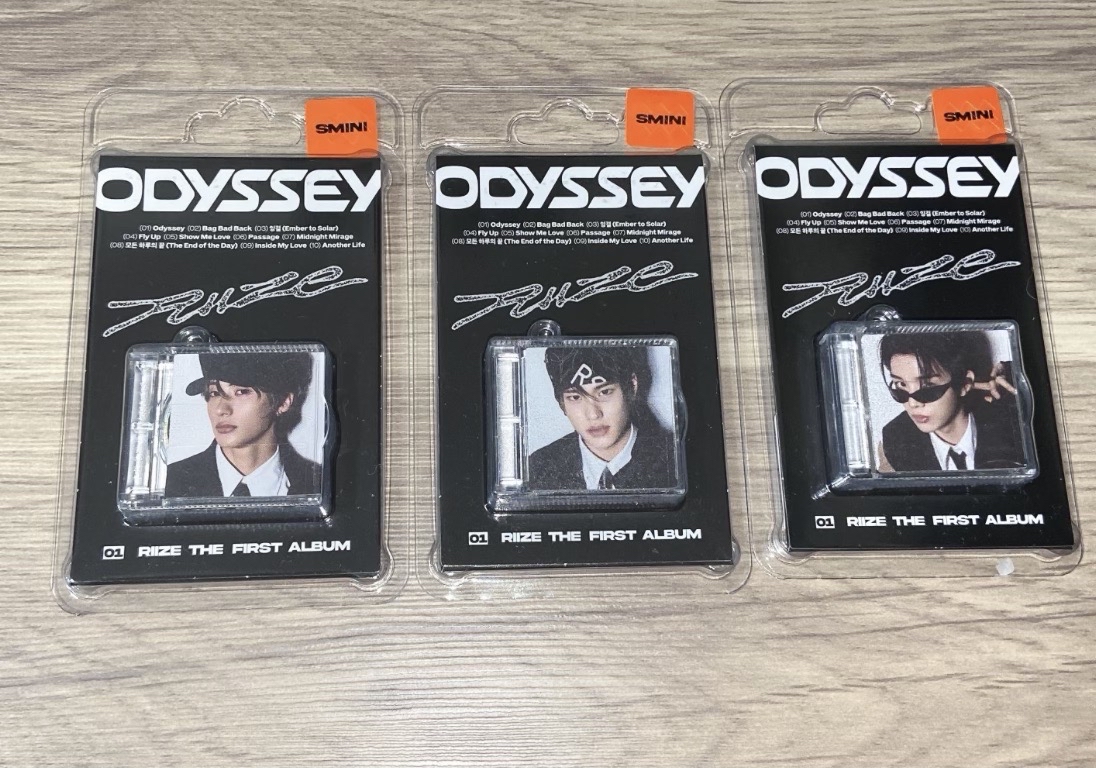 SMINI
ODYSSEY
(01) Odyssey (02) Bag Bad Back (03) 잉걸 (Ember to Solar)
(04) Fly Up (05) Show Me Love (06) Passage (07) Midnight Mirage
(08) 모든 하루의 끝 (The End of the Day) (09) Inside My Love (10) Another Life
RIIZE
01 RIIZE THE FIRST ALBUM
SMINI
ODYSSEY
(01) Odyssey (02) Bag Bad Back (03) 잉걸 (Ember to Solar)
(04) Fly Up (05) Show Me Love (06) Passage (07) Midnight Mirage
(08) 모든 하루의 끝 (The End of the Day) (09) Inside My Love (10) Another Life
RIIZE
01 RIIZE THE FIRST ALBUM
SMINI
ODYSSEY
(01) Odyssey (02) Bag Bad Back (03) 잉걸 (Ember to Solar)
(04) Fly Up (05) Show Me Love (06) Passage (07) Midnight Mirage
(08) 모든 하루의 끝 (The End of the Day) (09) Inside My Love (10) Another Life
RIIZE
01 RIIZE THE FIRST ALBUM